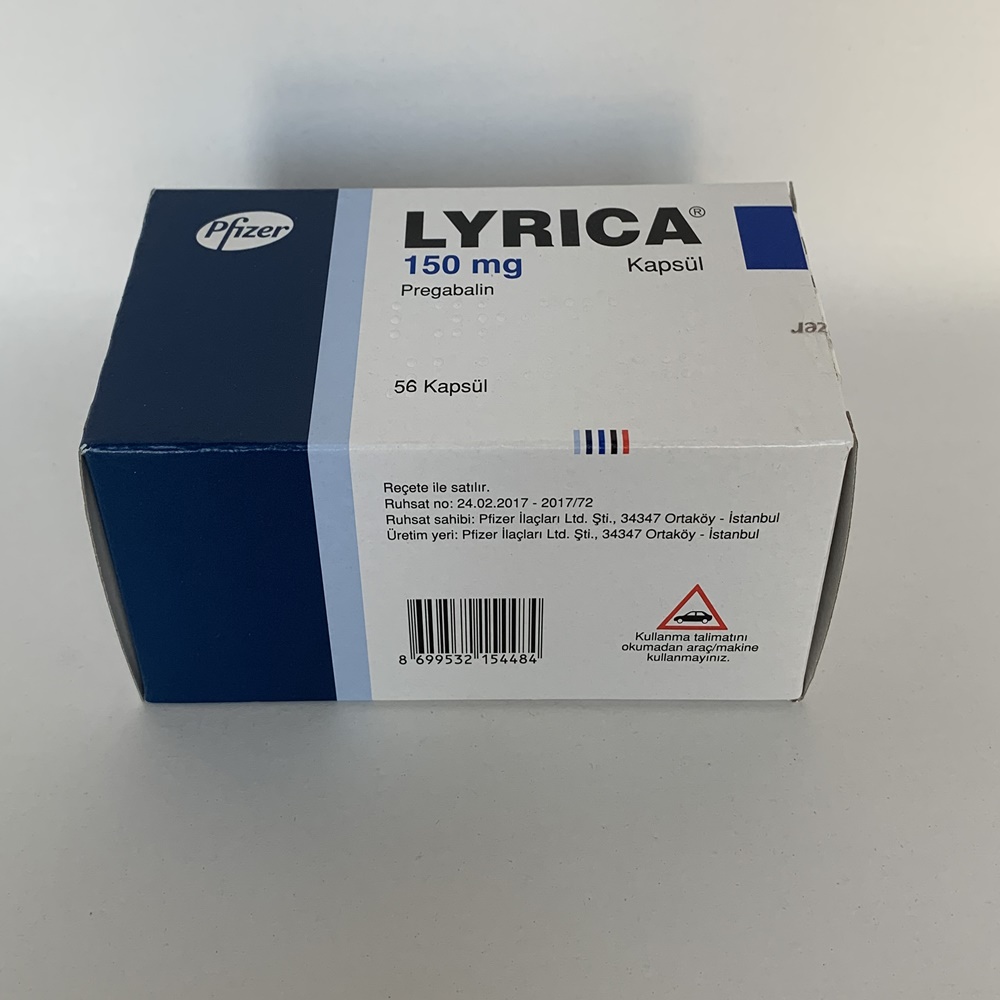 Pfizer
LYRICA®
150 mg Kapsül
Pregabalin
56 Kapsül
zer
Reçete ile satılır.
Ruhsat no: 24.02.2017 - 2017/72
Ruhsat sahibi: Pfizer İlaçları Ltd. Şti., 34347 Ortaköy - İstanbul
Üretim yeri: Pfizer İlaçları Ltd. Şti., 34347 Ortaköy - İstanbul
8 699532 154484
Kullanma talimatını
okumadan araç/makine
kullanmayınız.